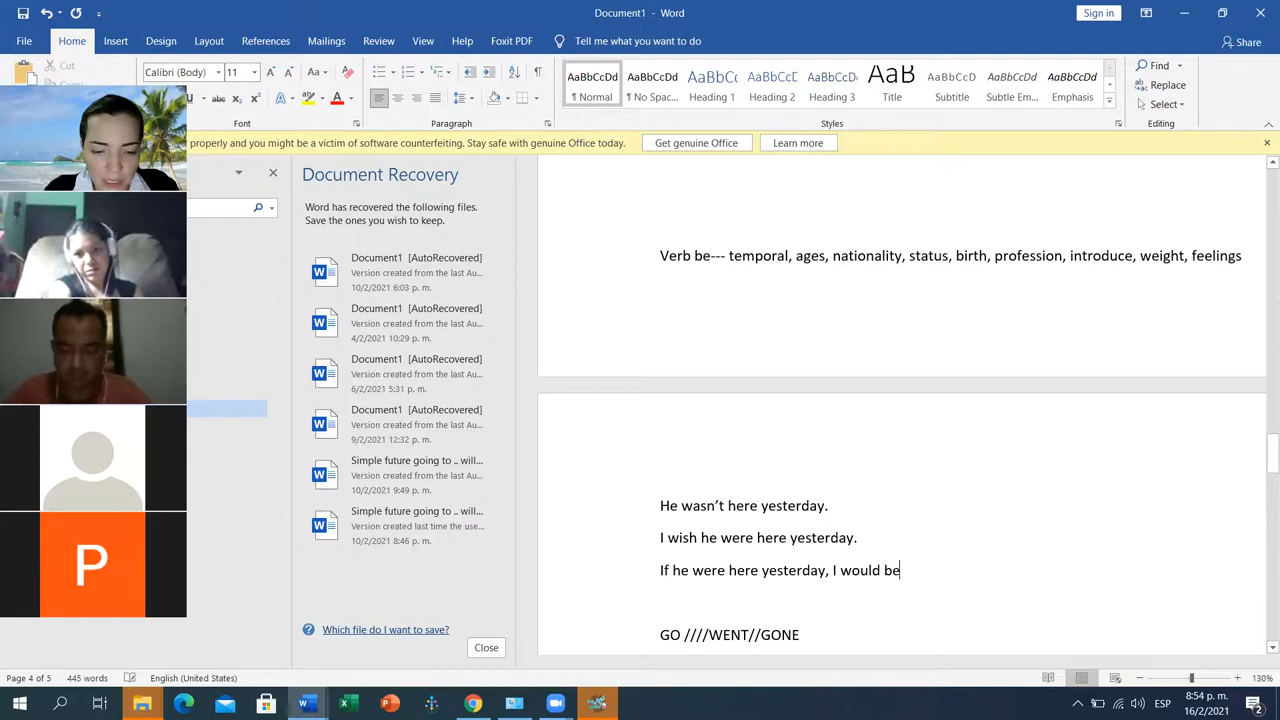 Document1 - Word
Sign in
File Home Insert Design Layout References Mailings Review View Help Foxit PDF Tell me what you want to do Share
Cut
Calibri (Body) 11
Aa
abc x₂ x²
Font
Paragraph
AaBbCcDd AaBbCcDd AaBbC( AaBbCcD AaBbCcD AaB AaBbCcD AaBbCcDd AaBbCcDd
¶ Normal ¶ No Spac... Heading 1 Heading 2 Heading 3 Title Subtitle Subtle Em... Emphasis
Styles
Find
Replace
Select
Editing
properly and you might be a victim of software counterfeiting. Stay safe with genuine Office today. Get genuine Office Learn more
Document Recovery
Word has recovered the following files.
Save the ones you wish to keep.
Document1 [AutoRecovered]
Version created from the last Au...
10/2/2021 6:03 p. m.
Document1 [AutoRecovered]
Version created from the last Au...
4/2/2021 10:29 p. m.
Document1 [AutoRecovered]
Version created from the last Au...
6/2/2021 5:31 p. m.
Document1 [AutoRecovered]
Version created from the last Au...
9/2/2021 12:32 p. m.
Simple future going to .. will...
Version created from the last Au...
10/2/2021 9:49 p. m.
Simple future going to .. will...
Version created last time the use...
10/2/2021 8:46 p. m.
Which file do I want to save?
Close
Verb be--- temporal, ages, nationality, status, birth, profession, introduce, weight, feelings
He wasn’t here yesterday.
I wish he were here yesterday.
If he were here yesterday, I would be
GO ////WENT//GONE
P
Page 4 of 5 445 words English (United States) 130%
ESP 8:54 p. m.
16/2/2021
2